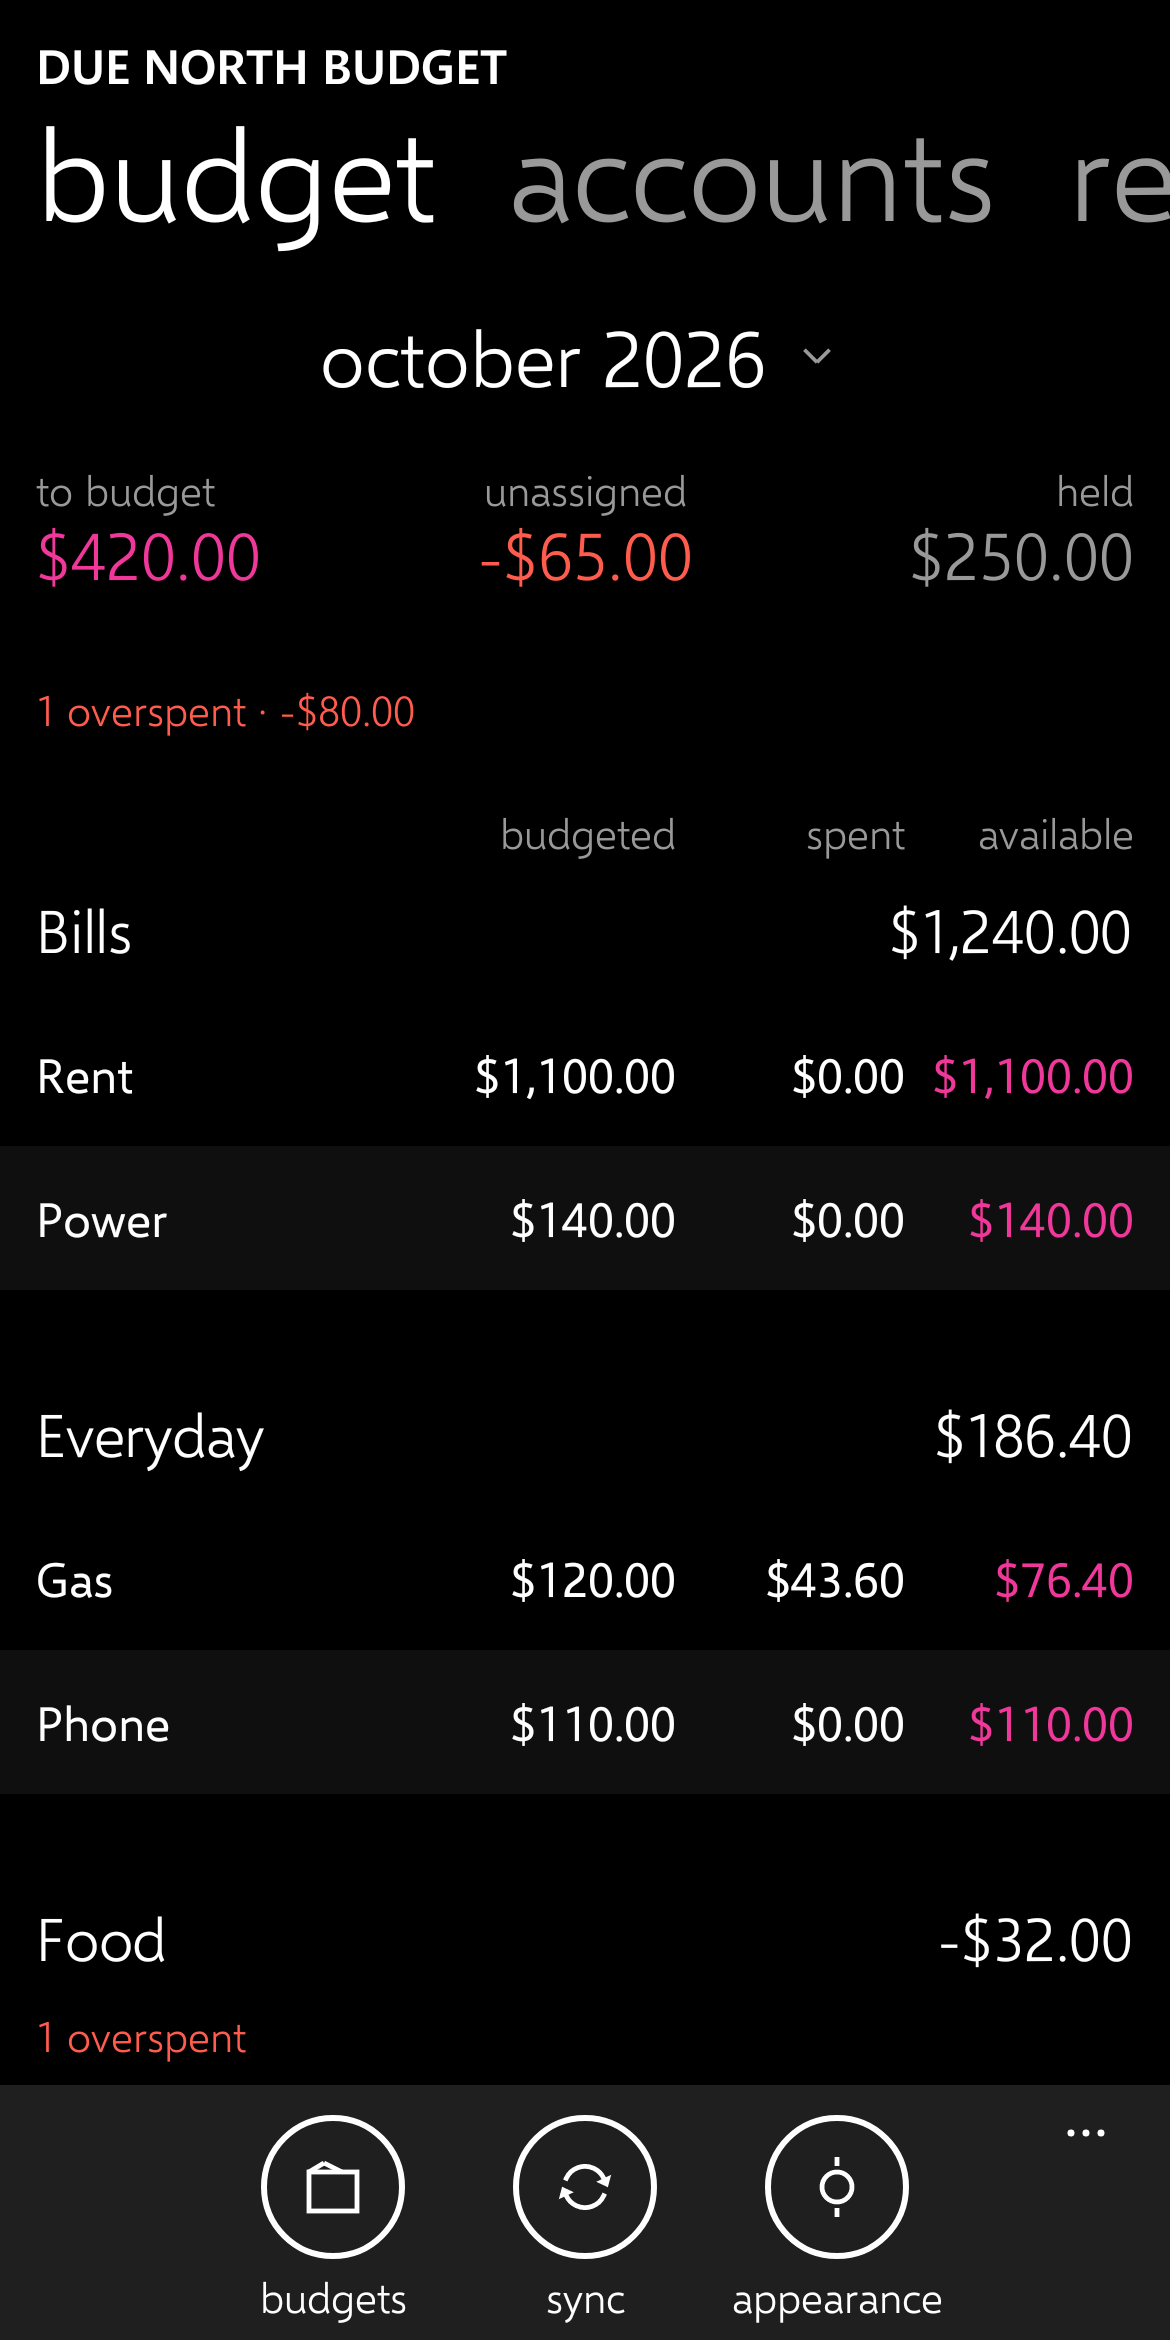 DUE NORTH BUDGET
budget accounts re
october 2026
to budget unassigned held
$420.00 -$65.00 $250.00
1 overspent · -$80.00
budgeted spent available
Bills $1,240.00
Rent $1,100.00 $0.00 $1,100.00
Power $140.00 $0.00 $140.00
Everyday $186.40
Gas $120.00 $43.60 $76.40
Phone $110.00 $0.00 $110.00
Food -$32.00
1 overspent
...
budgets sync appearance